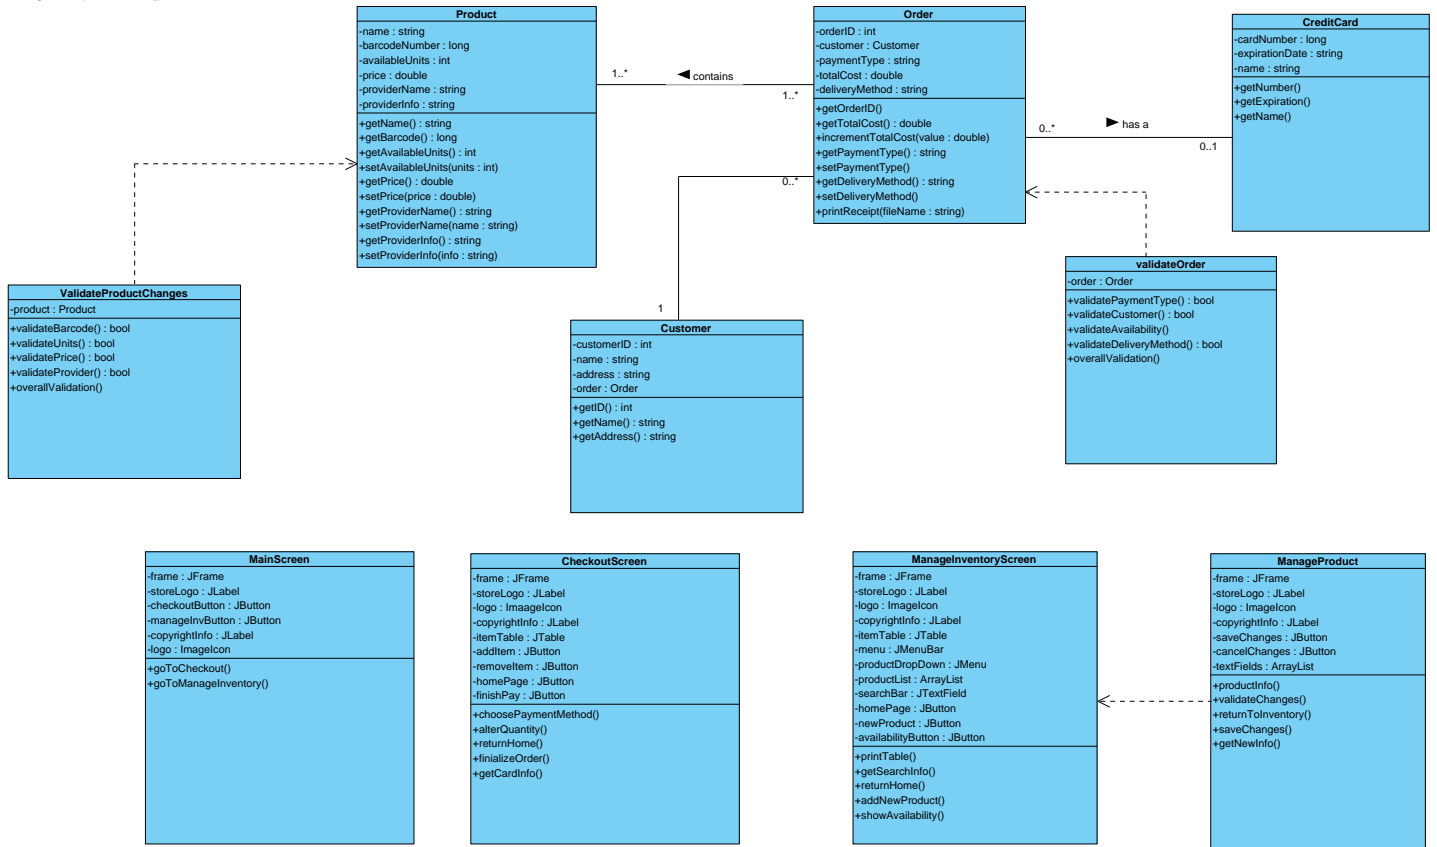 Product
-name : string
-barcodeNumber : long
-availableUnits : int
-price : double
-providerName : string
-providerInfo : string
+getName() : string
+getBarcode() : long
+getAvailableUnits() : int
+setAvailableUnits(units : int)
+getPrice() : double
+setPrice(price : double)
+getProviderName() : string
+setProviderName(name : string)
+getProviderInfo() : string
+setProviderInfo(info : string)
1..*
contains
1..*
Order
-orderID : int
-customer : Customer
-paymentType : string
-totalCost : double
-deliveryMethod : string
+getOrderID()
+getTotalCost() : double
+incrementTotalCost(value : double)
+getPaymentType() : string
+setPaymentType()
+getDeliveryMethod() : string
+setDeliveryMethod()
+printReceipt(fileName : string)
0..*
has a
0..1
0..*
1
CreditCard
-cardNumber : long
-expirationDate : string
-name : string
+getNumber()
+getExpiration()
+getName()
ValidateProductChanges
-product : Product
+validateBarcode() : bool
+validateUnits() : bool
+validatePrice() : bool
+validateProvider() : bool
+overallValidation()
Customer
-customerID : int
-name : string
-address : string
-order : Order
+getID() : int
+getName() : string
+getAddress() : string
validateOrder
-order : Order
+validatePaymentType() : bool
+validateCustomer() : bool
+validateAvailability()
+validateDeliveryMethod() : bool
+overallValidation()
MainScreen
-frame : JFrame
-storeLogo : JLabel
-checkoutButton : JButton
-manageInvButton : JButton
-copyrightInfo : JLabel
-logo : ImageIcon
+goToCheckout()
+goToManageInventory()
CheckoutScreen
-frame : JFrame
-storeLogo : JLabel
-logo : ImaageIcon
-copyrightInfo : JLabel
-itemTable : JTable
-addItem : JButton
-removeItem : JButton
-homePage : JButton
-finishPay : JButton
+choosePaymentMethod()
+alterQuantity()
+returnHome()
+finializeOrder()
+getCardInfo()
ManageInventoryScreen
-frame : JFrame
-storeLogo : JLabel
-logo : ImageIcon
-copyrightInfo : JLabel
-itemTable : JTable
-menu : JMenuBar
-productDropDown : JMenu
-productList : ArrayList
-searchBar : JTextField
-homePage : JButton
-newProduct : JButton
-availabilityButton : JButton
+printTable()
+getSearchInfo()
+returnHome()
+addNewProduct()
+showAvailability()
ManageProduct
-frame : JFrame
-storeLogo : JLabel
-logo : ImageIcon
-copyrightInfo : JLabel
-saveChanges : JButton
-cancelChanges : JButton
-textFields : ArrayList
+productInfo()
+validateChanges()
+returnToInventory()
+saveChanges()
+getNewInfo()